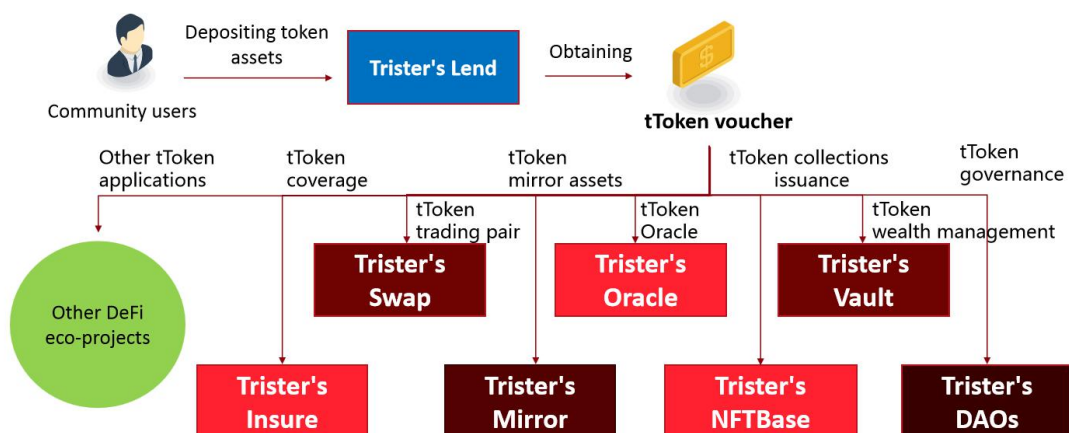 Depositing token
assets
Community users
Trister's Lend
Obtaining
$
tToken voucher
Other tToken
applications
tToken
coverage
tToken
mirror assets
tToken collections
issuance
tToken
governance
tToken
trading pair
tToken
Oracle
tToken
wealth management
Trister's
Swap
Trister's
Oracle
Trister's
Vault
Other DeFi
eco-projects
Trister's
Insure
Trister's
Mirror
Trister's
NFTBase
Trister's
DAOs